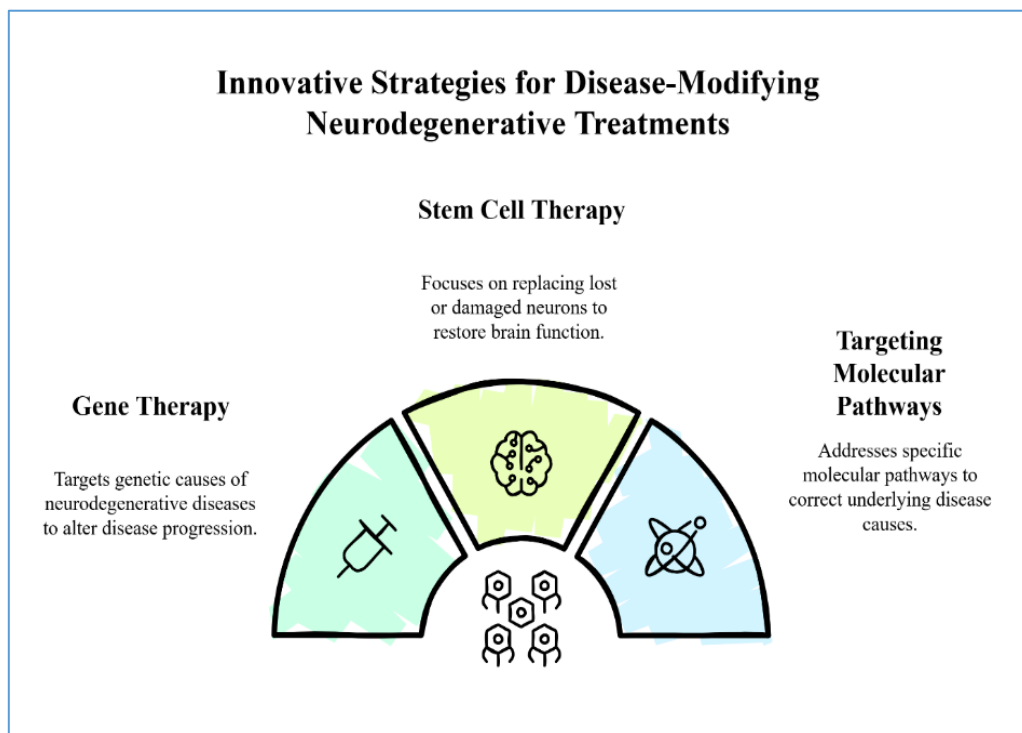 Innovative Strategies for Disease-Modifying
Neurodegenerative Treatments
Stem Cell Therapy
Focuses on replacing lost
or damaged neurons to
restore brain function.
Gene Therapy
Targets genetic causes of
neurodegenerative diseases
to alter disease progression.
Targeting
Molecular
Pathways
Addresses specific
molecular pathways to
correct underlying disease
causes.